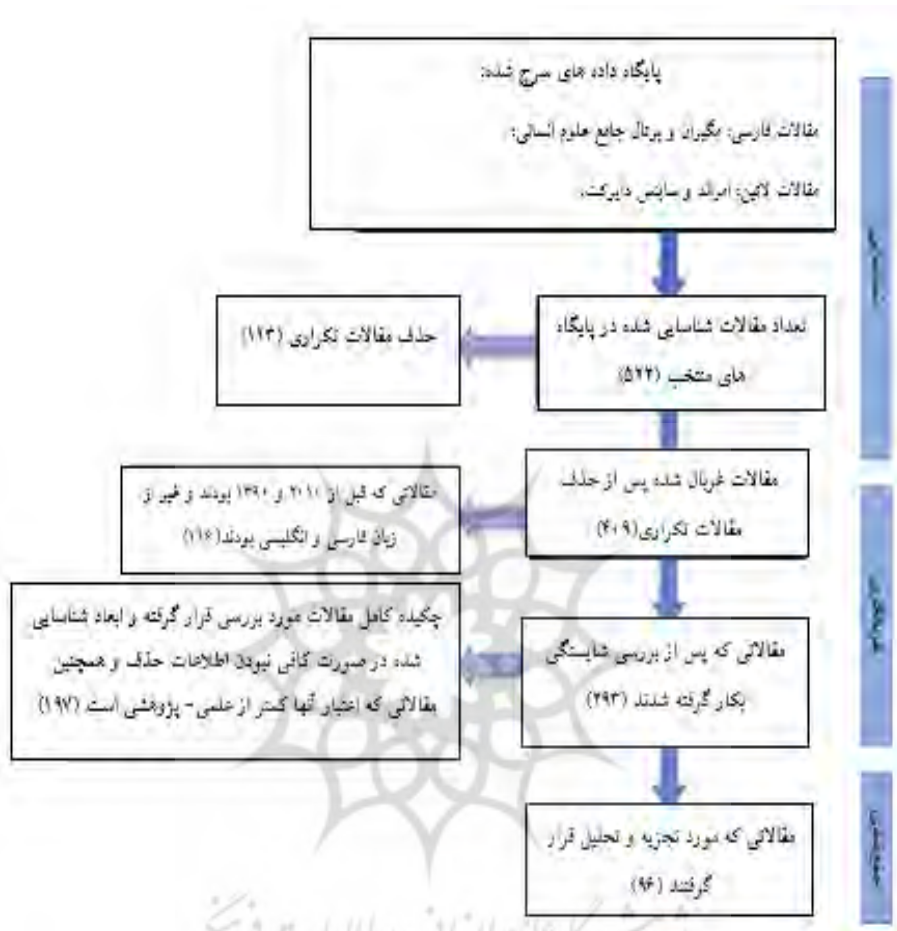 پایگاه داده های سرچ شده:
مقالات فارسی: مگیران و پرتال جامع علوم انسانی:
مقالات لاتین: امرالد و ساینس دایرکت.
تعداد مقالات شناسایی شده در پایگاه
های منتخب (۵۲۲)
حذف مقالات تکراری (۱۱۳)
مقالات غربال شده پس از حذف
مقالات تکراری(۴۰۹)
مقالاتی که قبل از ۲۰۱۰ و ۱۳۹۰ بودند و غیر از
زبان فارسی و انگلیسی بودند(۱۱۶)
مقالاتی که پس از بررسی شایستگی
بکار گرفته شدند (۲۹۳)
چکیده کامل مقالات مورد بررسی قرار گرفته و ابعاد شناسایی
شده در صورت کافی نبودن اطلاعات حذف و همچنین
مقالاتی که اعتبار آنها کمتر از علمی- پژوهشی است (۱۹۷)
مقالاتی که مورد تجزیه و تحلیل قرار
گرفتند (۹۶)